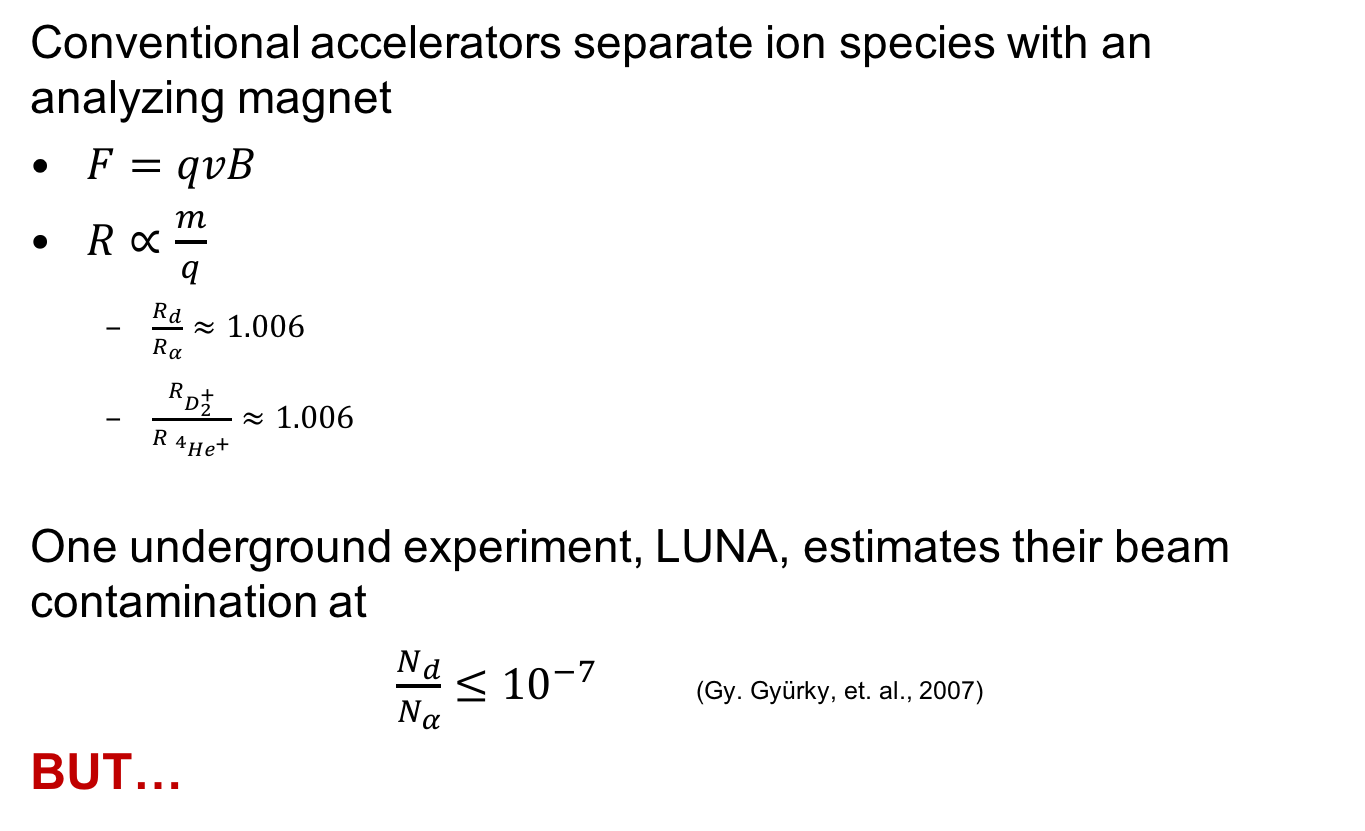 Conventional accelerators separate ion species with an
analyzing magnet
• F = qvB
• R ∝ m/q
– R_d/R_α ≈ 1.006
– R_{D_2^+}/R_{^4He^+} ≈ 1.006
One underground experiment, LUNA, estimates their beam
contamination at
N_d/N_α ≤ 10^{−7} (Gy. Gyürky, et. al., 2007)
BUT…